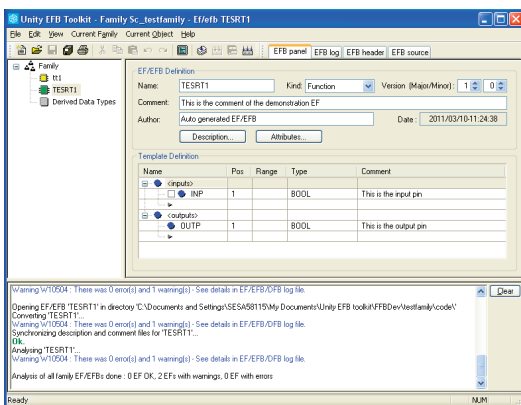 Unity EFB Toolkit - Family Sc_testfamily - Ef/efb TESRT1
File Edit View Current Family Current Object Help
EFB panel EFB log EFB header EFB source
Family
tt1
TESRT1
Derived Data Types
EF/EFB Definition
Name: TESRT1 Kind: Function Version (Major/Minor): 1 0
Comment: This is the comment of the demonstration EF
Author: Auto generated EF/EFB Date: 2011/03/10-11:24:38
Description... Attributes...
Template Definition
Name Pos Range Type Comment
<inputs>
INP 1 BOOL This is the input pin
<outputs>
OUTP 1 BOOL This is the output pin
Warning W10504 : There was 0 error(s) and 1 warning(s) - See details in EF/EFB/DFB log file.
Clear
Opening EF/EFB 'TESRT1' in directory 'C:\Documents and Settings\SESA58115\My Documents\Unity EFB toolkit\FFBDev\testfamily\code\'
Converting 'TESRT1'...
Warning W10504 : There was 0 error(s) and 1 warning(s) - See details in EF/EFB/DFB log file.
Synchronizing description and comment files for 'TESRT1'...
Ok.
Analysing 'TESRT1'...
Warning W10504 : There was 0 error(s) and 1 warning(s) - See details in EF/EFB/DFB log file.
Analysis of all family EF/EFBs done : 0 EF OK, 2 EFs with warnings, 0 EF with errors
Ready NUM